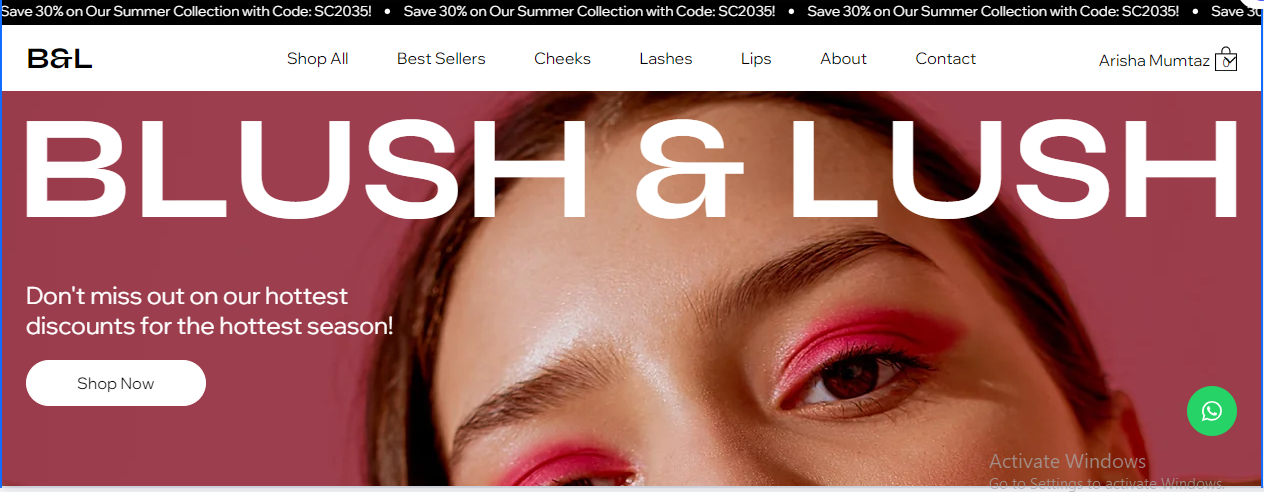 Save 30% on Our Summer Collection with Code: SC2035! • Save 30% on Our Summer Collection with Code: SC2035! • Save 30% on Our Summer Collection with Code: SC2035! • Save 30
B&L Shop All Best Sellers Cheeks Lashes Lips About Contact Arisha Mumtaz 0
BLUSH & LUSH
Don't miss out on our hottest
discounts for the hottest season!
Shop Now
Activate Windows
Go to Settings to activate Windows.